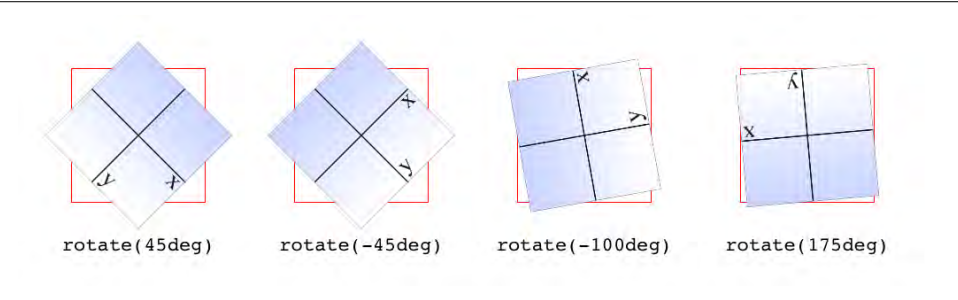 y x
x y
x y
y x
rotate(45deg) rotate(-45deg) rotate(-100deg) rotate(175deg)